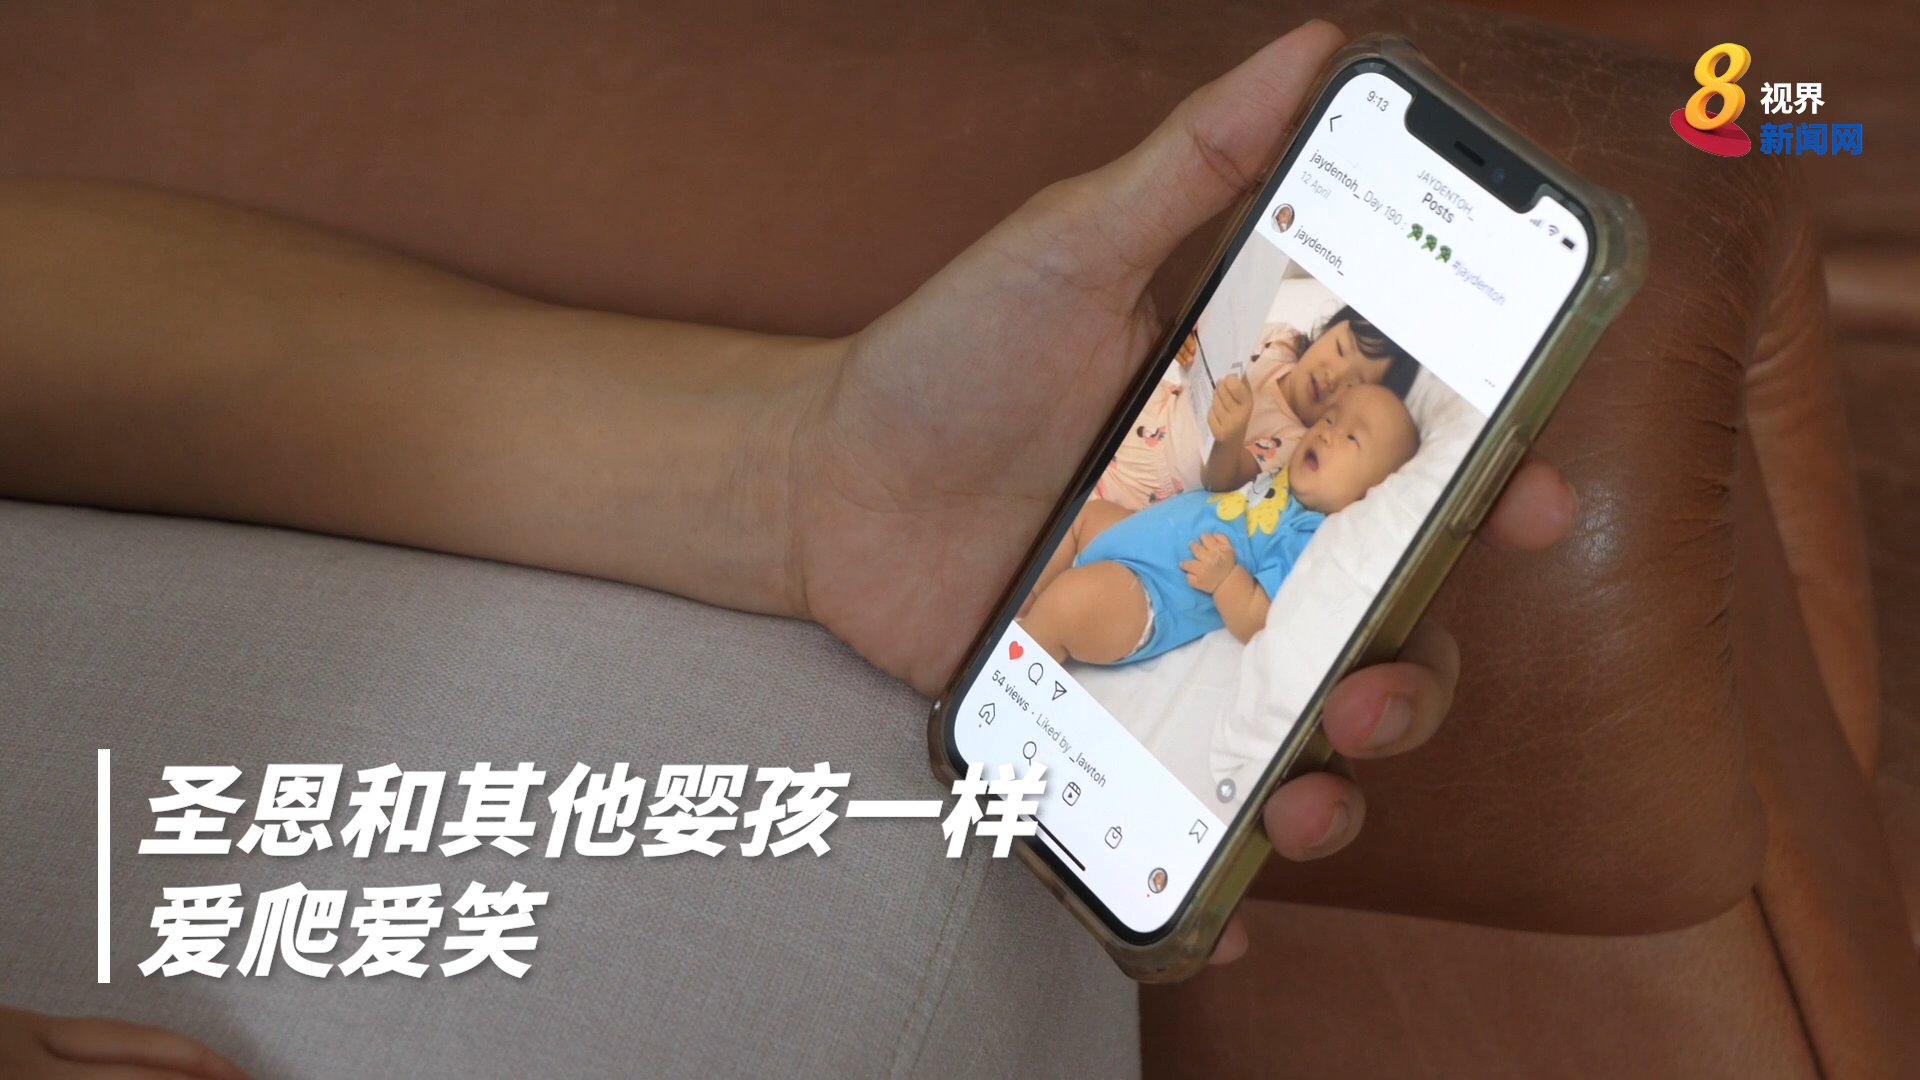 8视界
新闻网
9:13
JAYDENTOH_
Posts
jaydentoh_ Day 190 : #jaydentoh
12 April
jaydentoh_
54 views · Liked by _lawtoh
圣恩和其他婴孩一样
爱爬爱笑